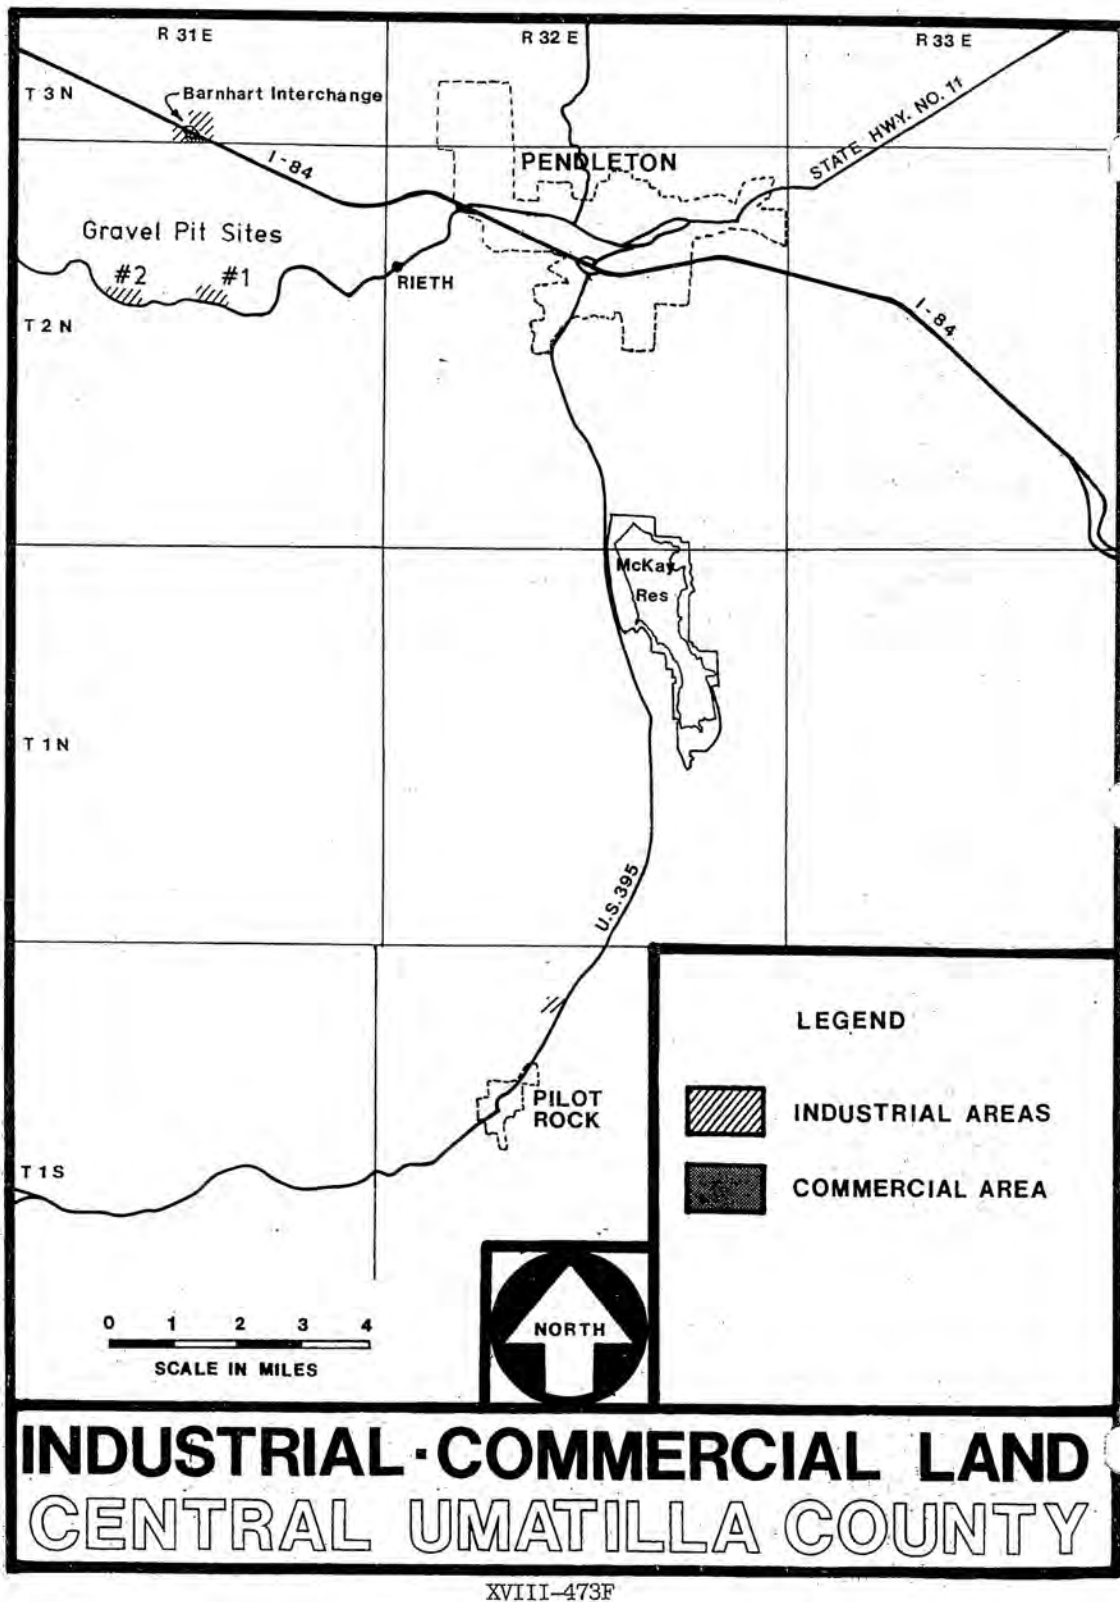 R 31 E
R 32 E
R 33 E
T 3 N
Barnhart Interchange
STATE HWY. NO. 11
I-84
PENDLETON
Gravel Pit Sites
#2
#1
RIETH
I-84
T 2 N
McKay
Res
T 1 N
U.S. 395
LEGEND
PILOT
ROCK
INDUSTRIAL AREAS
T 1 S
COMMERCIAL AREA
0 1 2 3 4
NORTH
SCALE IN MILES
INDUSTRIAL · COMMERCIAL LAND
CENTRAL UMATILLA COUNTY
XVIII-473F